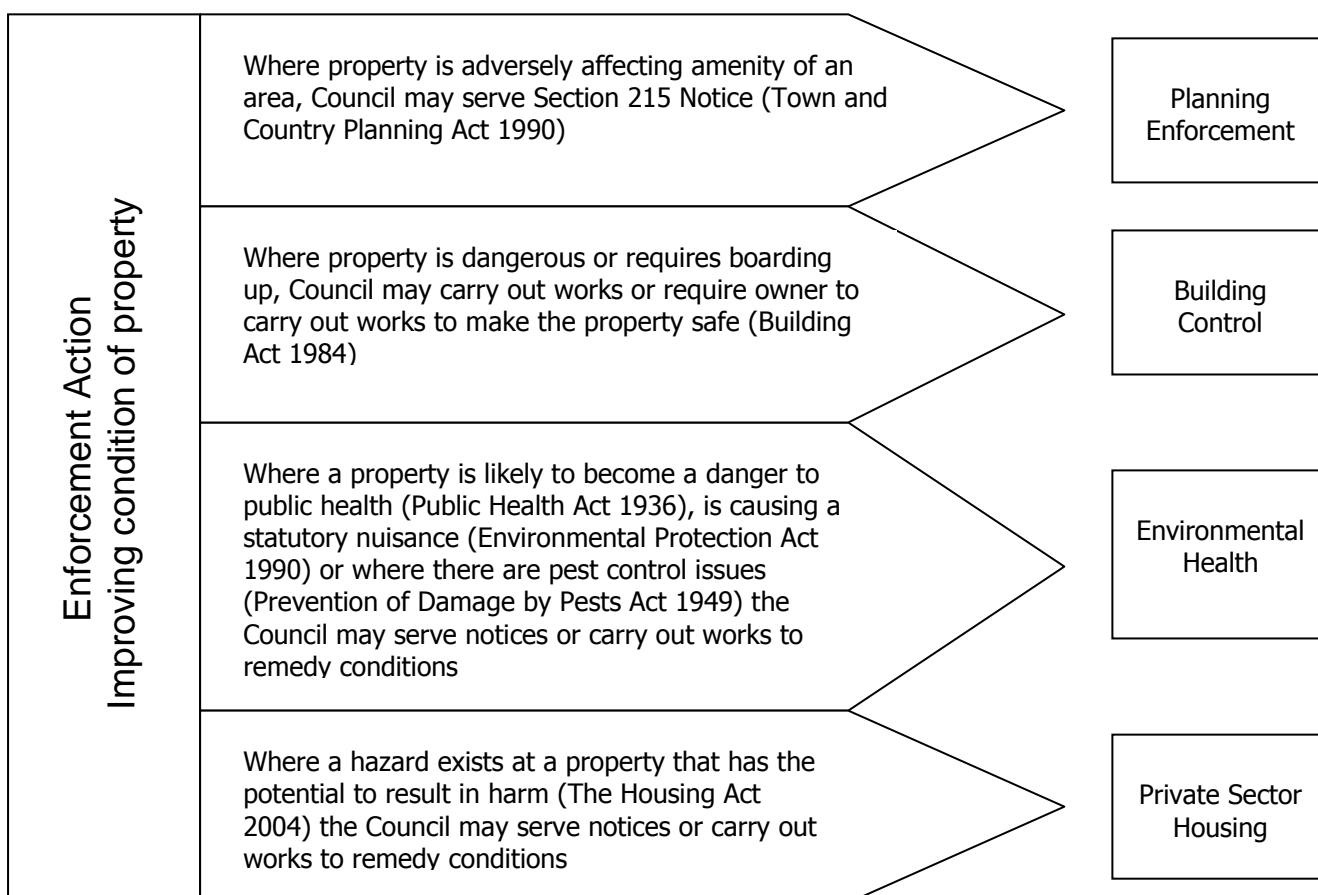 Enforcement Action
Improving condition of property
Where property is adversely affecting amenity of an
area, Council may serve Section 215 Notice (Town and
Country Planning Act 1990)
Planning
Enforcement
Where property is dangerous or requires boarding
up, Council may carry out works or require owner to
carry out works to make the property safe (Building
Act 1984)
Building
Control
Where a property is likely to become a danger to
public health (Public Health Act 1936), is causing a
statutory nuisance (Environmental Protection Act
1990) or where there are pest control issues
(Prevention of Damage by Pests Act 1949) the
Council may serve notices or carry out works to
remedy conditions
Environmental
Health
Where a hazard exists at a property that has the
potential to result in harm (The Housing Act
2004) the Council may serve notices or carry out
works to remedy conditions
Private Sector
Housing